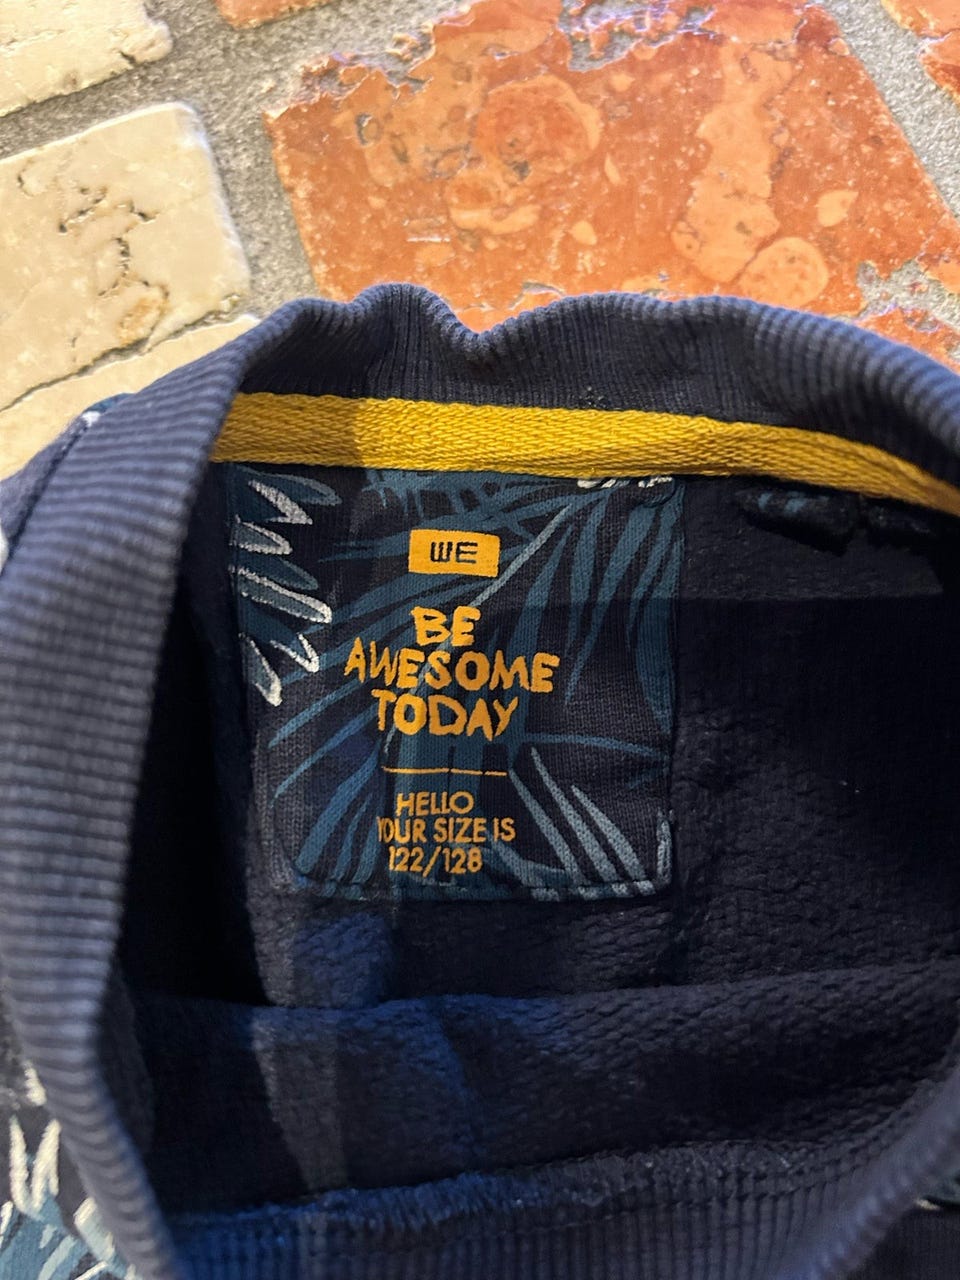 WE
BE
AWESOME
TODAY
HELLO
YOUR SIZE IS
122/128